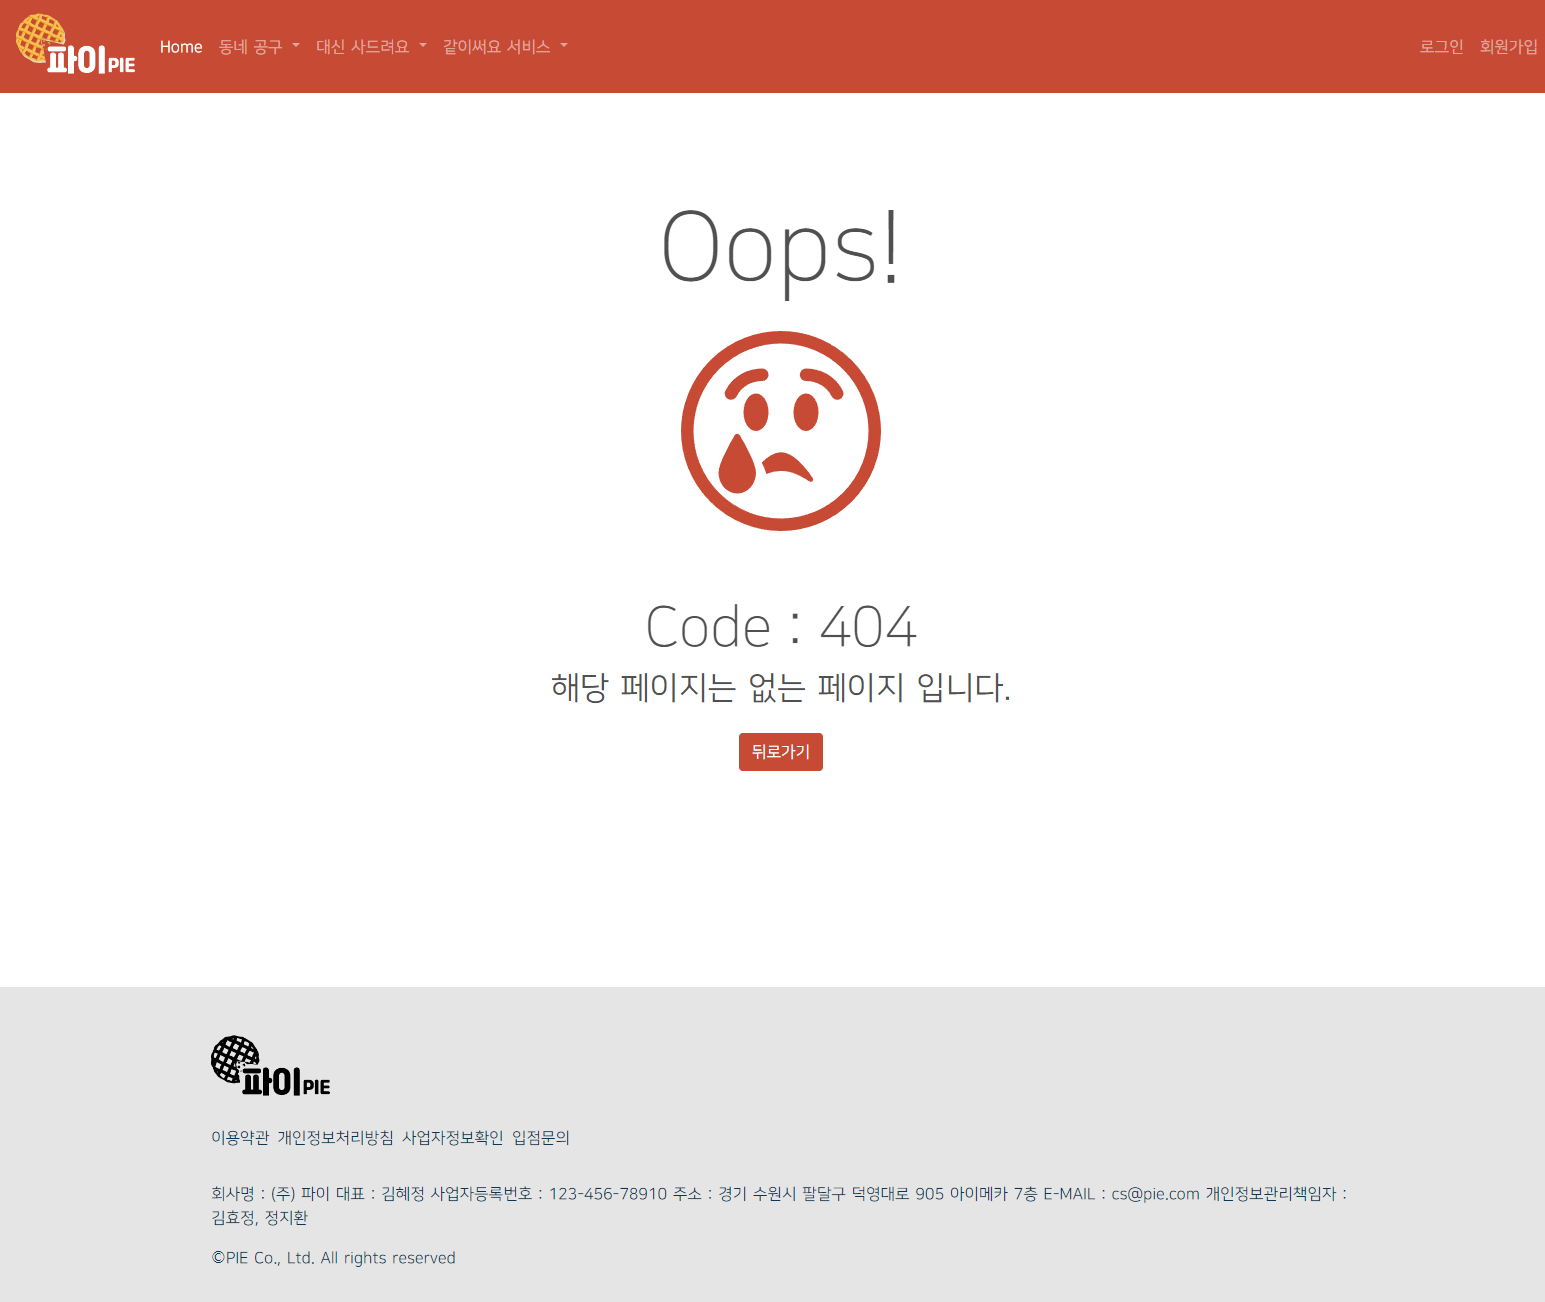 파이 PIE
Home 동네 공구 대신 사드려요 같이써요 서비스 로그인 회원가입
Oops!
Code : 404
해당 페이지는 없는 페이지 입니다.
뒤로가기
파이 PIE
이용약관 개인정보처리방침 사업자정보확인 입점문의
회사명 : (주) 파이 대표 : 김혜정 사업자등록번호 : 123-456-78910 주소 : 경기 수원시 팔달구 덕영대로 905 아이메카 7층 E-MAIL : cs@pie.com 개인정보관리책임자 :
김효정, 정지환
©PIE Co., Ltd. All rights reserved